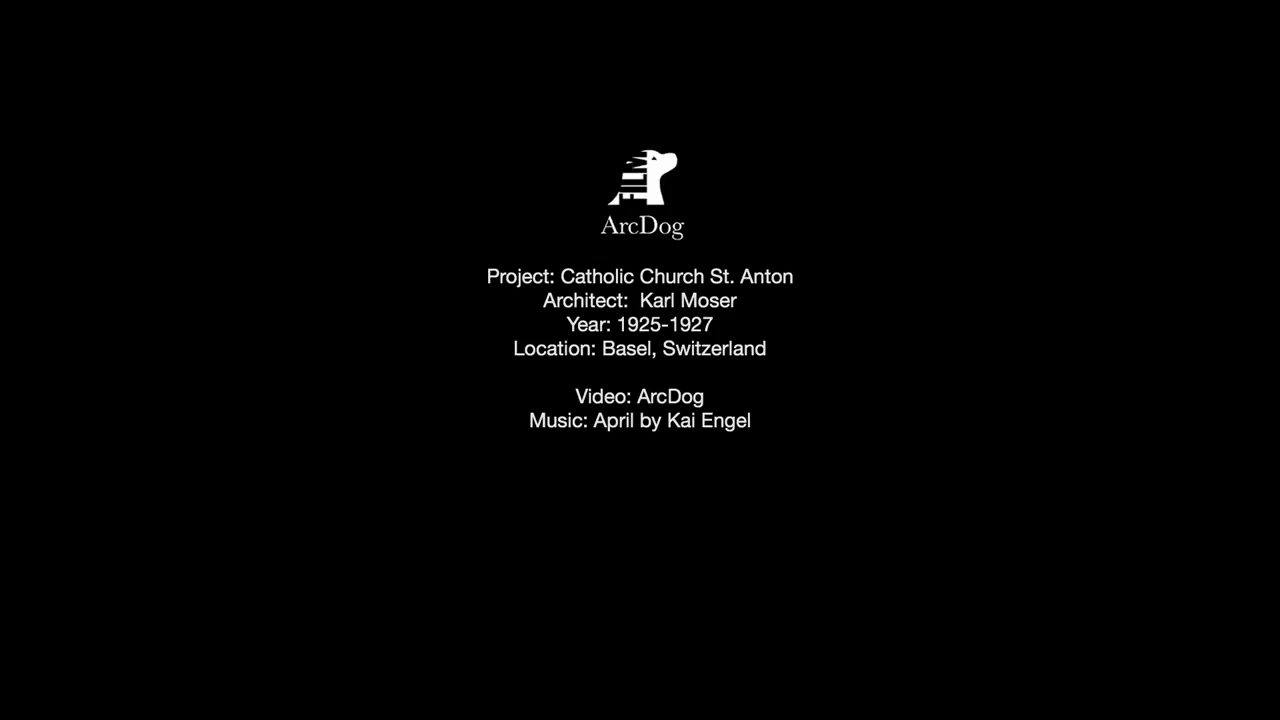 ArcDog
Project: Catholic Church St. Anton
Architect:  Karl Moser
Year: 1925-1927
Location: Basel, Switzerland
Video: ArcDog
Music: April by Kai Engel